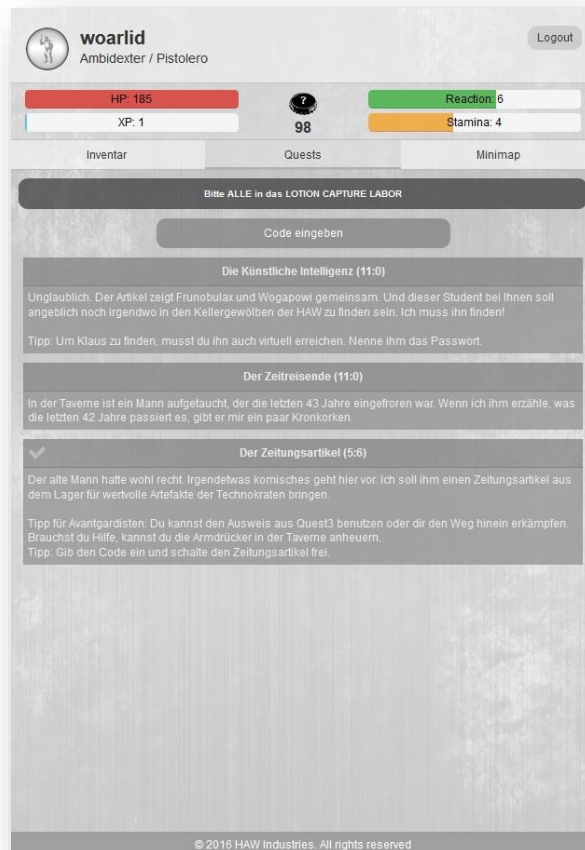 woarlid
Ambidexter / Pistolero
Logout
HP: 185
XP: 1
?
98
Reaction: 6
Stamina: 4
Inventar
Quests
Minimap
Bitte ALLE in das LOTION CAPTURE LABOR
Code eingeben
Die Künstliche Intelligenz (11:0)
Unglaublich. Der Artikel zeigt Frunobulax und Wogapowi gemeinsam. Und dieser Student bei Ihnen soll
angeblich noch irgendwo in den Kellergewölben der HAW zu finden sein. Ich muss ihn finden!
Tipp: Um Klaus zu finden, musst du ihn auch virtuell erreichen. Nenne ihm das Passwort.
Der Zeitreisende (11:0)
In der Taverne ist ein Mann aufgetaucht, der die letzten 43 Jahre eingefroren war. Wenn ich ihm erzähle, was
die letzten 42 Jahre passiert es, gibt er mir ein paar Kronkorken.
Der Zeitungsartikel (5:6)
Der alte Mann hatte wohl recht. Irgendetwas komisches geht hier vor. Ich soll ihm einen Zeitungsartikel aus
dem Lager für wertvolle Artefakte der Technokraten bringen.
Tipp für Avantgardisten: Du kannst den Ausweis aus Quest3 benutzen oder dir den Weg hinein erkämpfen.
Brauchst du Hilfe, kannst du die Armdrücker in der Taverne anheuern.
Tipp: Gib den Code ein und schalte den Zeitungsartikel frei.
© 2016 HAW Industries. All rights reserved